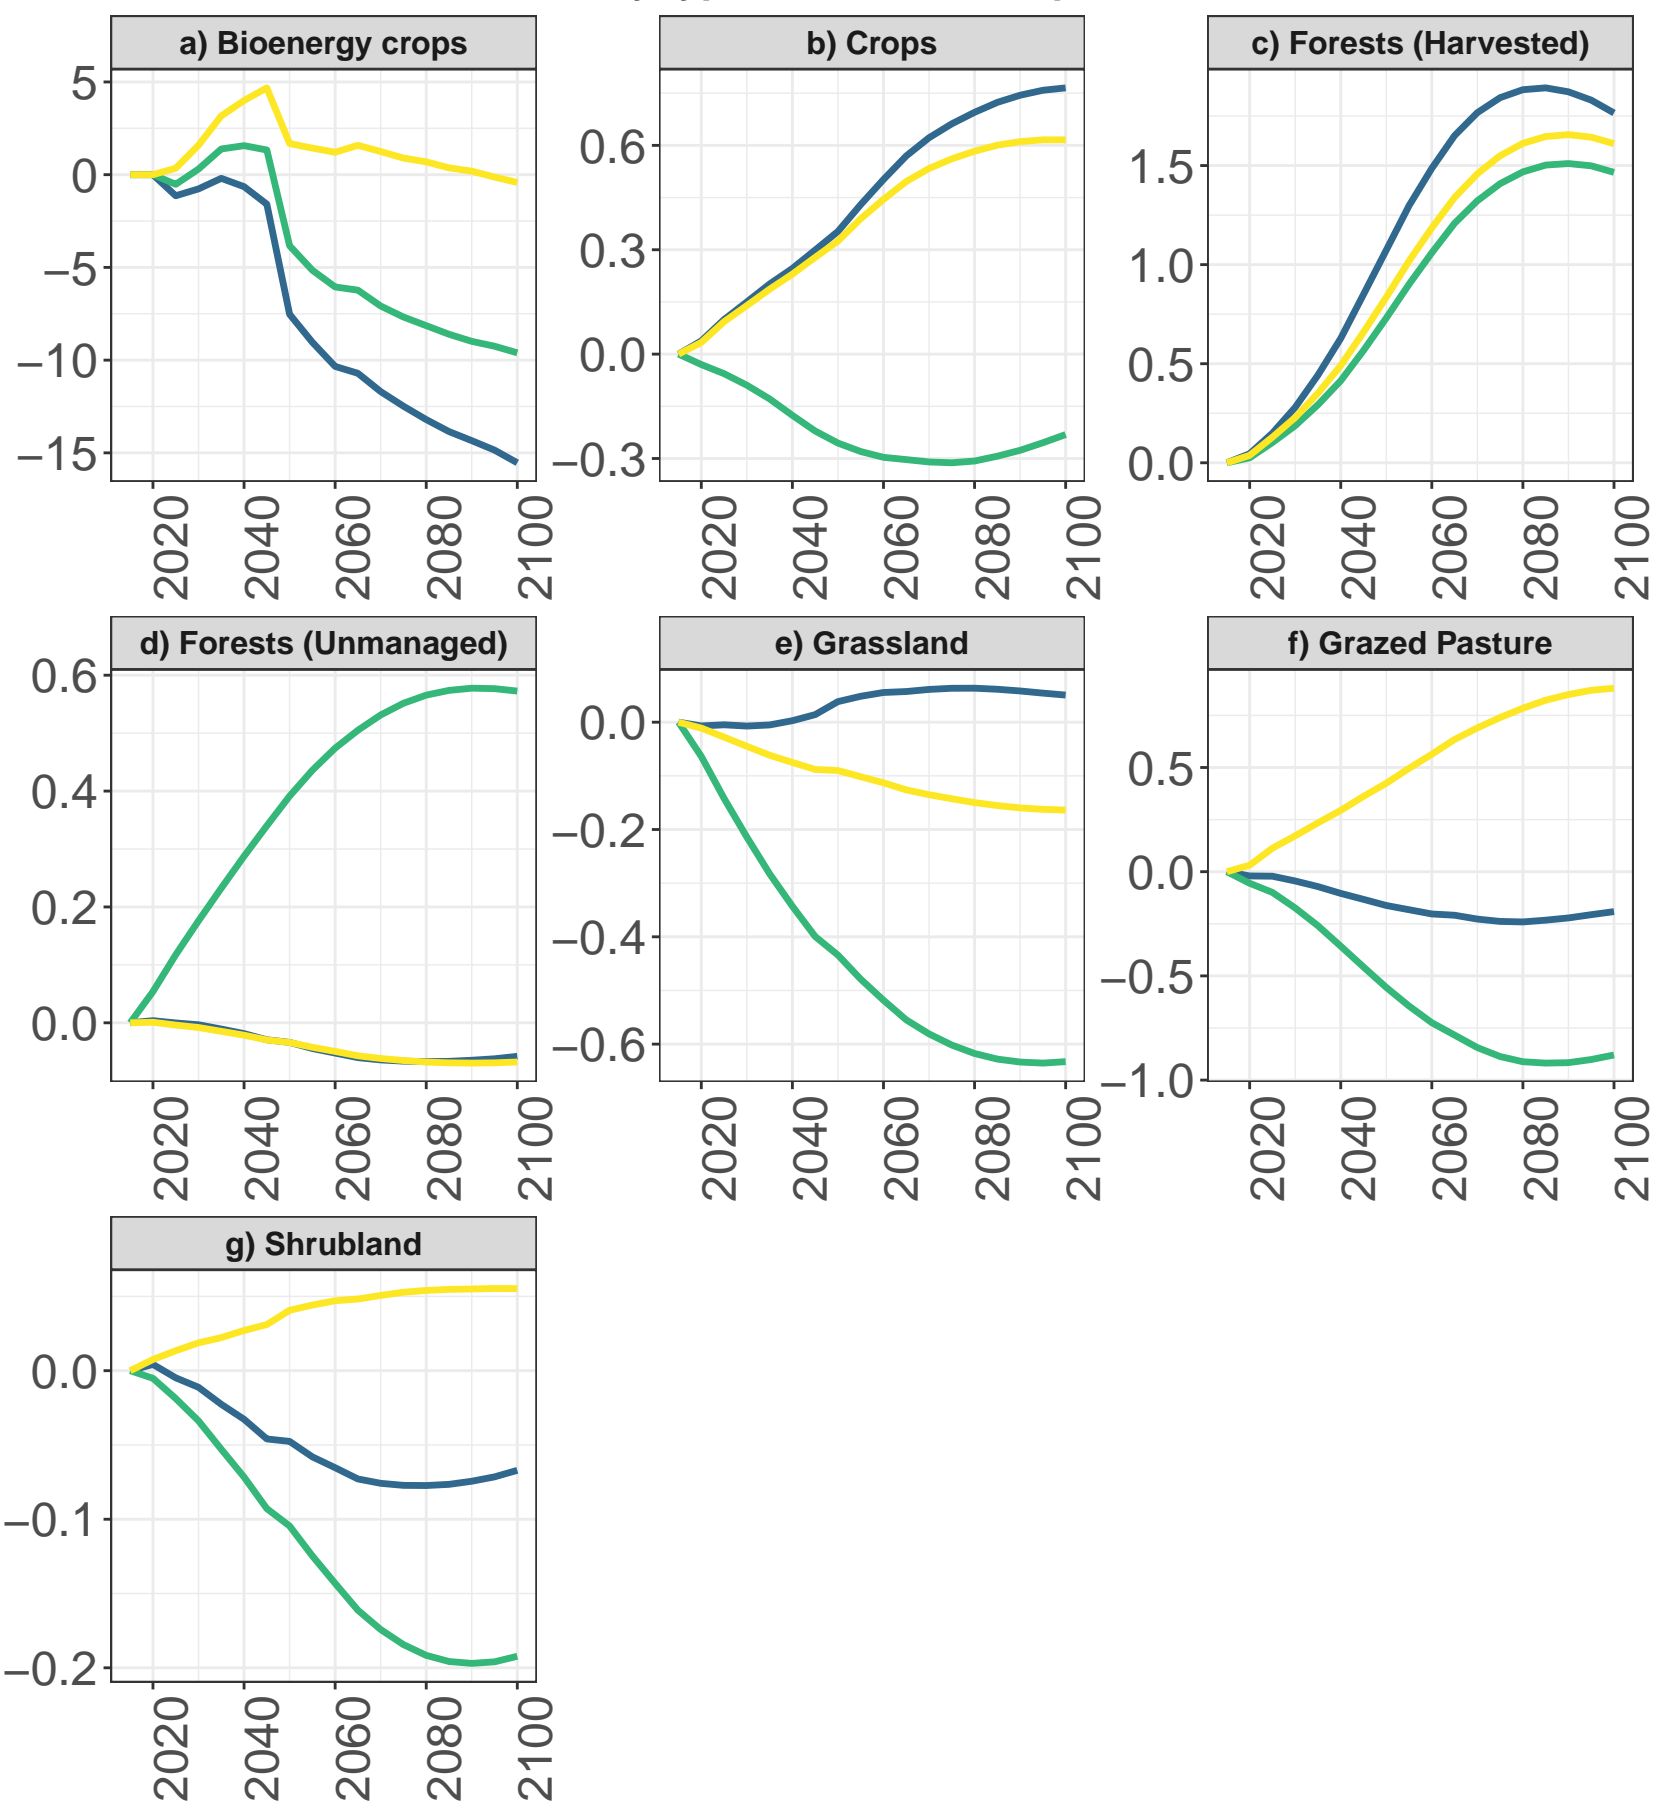 a) Bioenergy crops
5
0
−5
−10
−15
2020 2040 2060 2080 2100
b) Crops
0.6
0.3
0.0
−0.3
2020 2040 2060 2080 2100
c) Forests (Harvested)
1.5
1.0
0.5
0.0
2020 2040 2060 2080 2100
d) Forests (Unmanaged)
0.6
0.4
0.2
0.0
2020 2040 2060 2080 2100
e) Grassland
0.0
−0.2
−0.4
−0.6
2020 2040 2060 2080 2100
f) Grazed Pasture
0.5
0.0
−0.5
−1.0
2020 2040 2060 2080 2100
g) Shrubland
0.0
−0.1
−0.2
2020 2040 2060 2080 2100